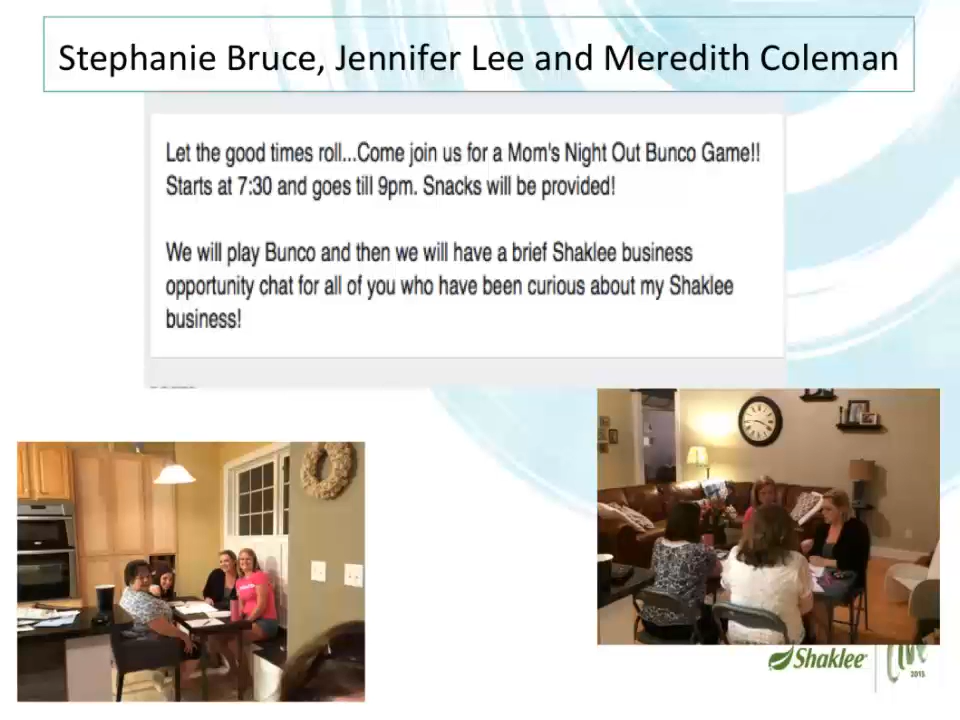 Stephanie Bruce, Jennifer Lee and Meredith Coleman
Let the good times roll...Come join us for a Mom's Night Out Bunco Game!!
Starts at 7:30 and goes till 9pm. Snacks will be provided!
We will play Bunco and then we will have a brief Shaklee business
opportunity chat for all of you who have been curious about my Shaklee
business!
Shaklee
2015